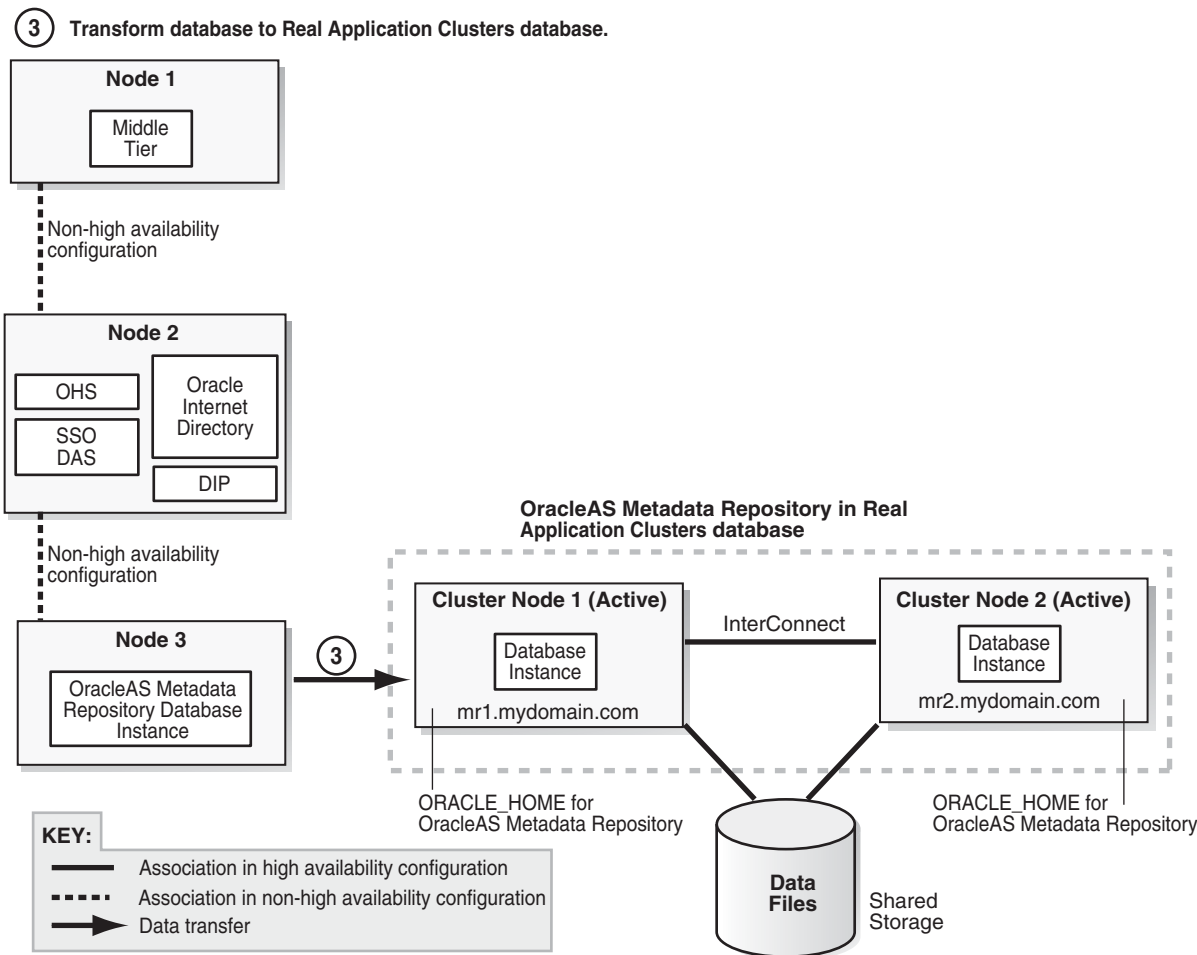 3 Transform database to Real Application Clusters database.
Node 1
Middle
Tier
Non-high availability
configuration
Node 2
OHS
SSO
DAS
Oracle
Internet
Directory
DIP
Non-high availability
configuration
Node 3
OracleAS Metadata
Repository Database
Instance
3
OracleAS Metadata Repository in Real
Application Clusters database
Cluster Node 1 (Active)
Database
Instance
mr1.mydomain.com
InterConnect
Cluster Node 2 (Active)
Database
Instance
mr2.mydomain.com
ORACLE_HOME for
OracleAS Metadata Repository
ORACLE_HOME for
OracleAS Metadata Repository
Data
Files
Shared
Storage
KEY:
Association in high availability configuration
Association in non-high availability configuration
Data transfer